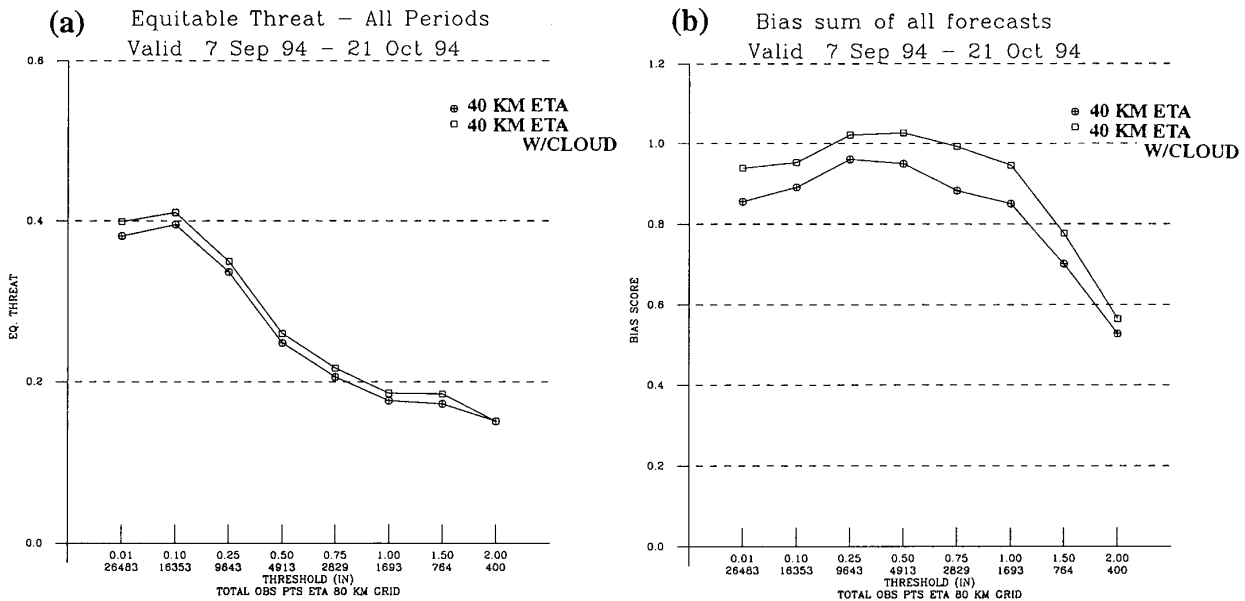 (a)
Equitable Threat – All Periods
Valid 7 Sep 94 – 21 Oct 94
0.6
0.4
0.2
0.0
EQ. THREAT
40 KM ETA
40 KM ETA
W/CLOUD
0.01 0.10 0.25 0.50 0.75 1.00 1.50 2.00
26483 16353 9643 4913 2829 1693 764 400
THRESHOLD (IN)
TOTAL OBS PTS ETA 80 KM GRID
(b)
Bias sum of all forecasts
Valid 7 Sep 94 – 21 Oct 94
1.2
1.0
0.8
0.6
0.4
0.2
0.0
BIAS SCORE
40 KM ETA
40 KM ETA
W/CLOUD
0.01 0.10 0.25 0.50 0.75 1.00 1.50 2.00
26483 16353 9643 4913 2829 1693 764 400
THRESHOLD (IN)
TOTAL OBS PTS ETA 80 KM GRID